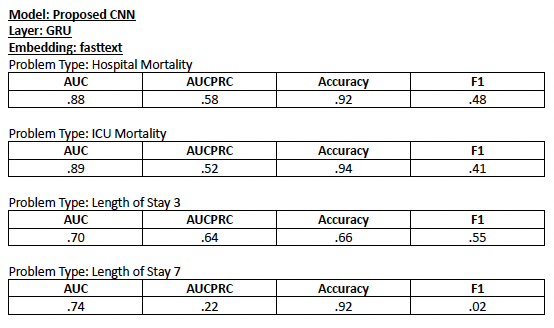 Model: Proposed CNN
Layer: GRU
Embedding: fasttext
Problem Type: Hospital Mortality
AUC AUCPRC Accuracy F1
.88 .58 .92 .48
Problem Type: ICU Mortality
AUC AUCPRC Accuracy F1
.89 .52 .94 .41
Problem Type: Length of Stay 3
AUC AUCPRC Accuracy F1
.70 .64 .66 .55
Problem Type: Length of Stay 7
AUC AUCPRC Accuracy F1
.74 .22 .92 .02